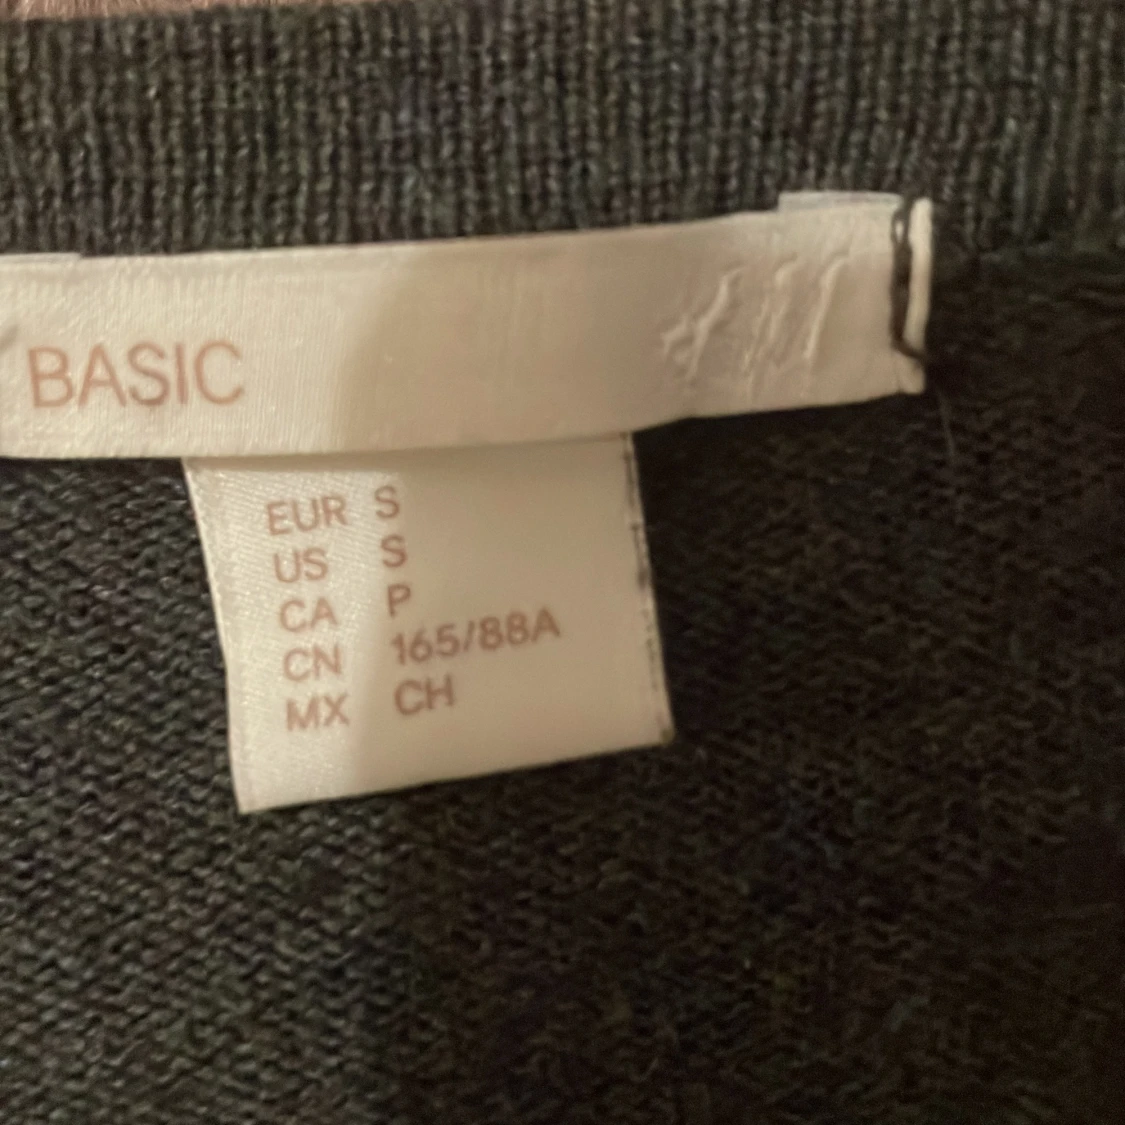 BASIC
EUR S
US S
CA P
CN 165/88A
MX CH